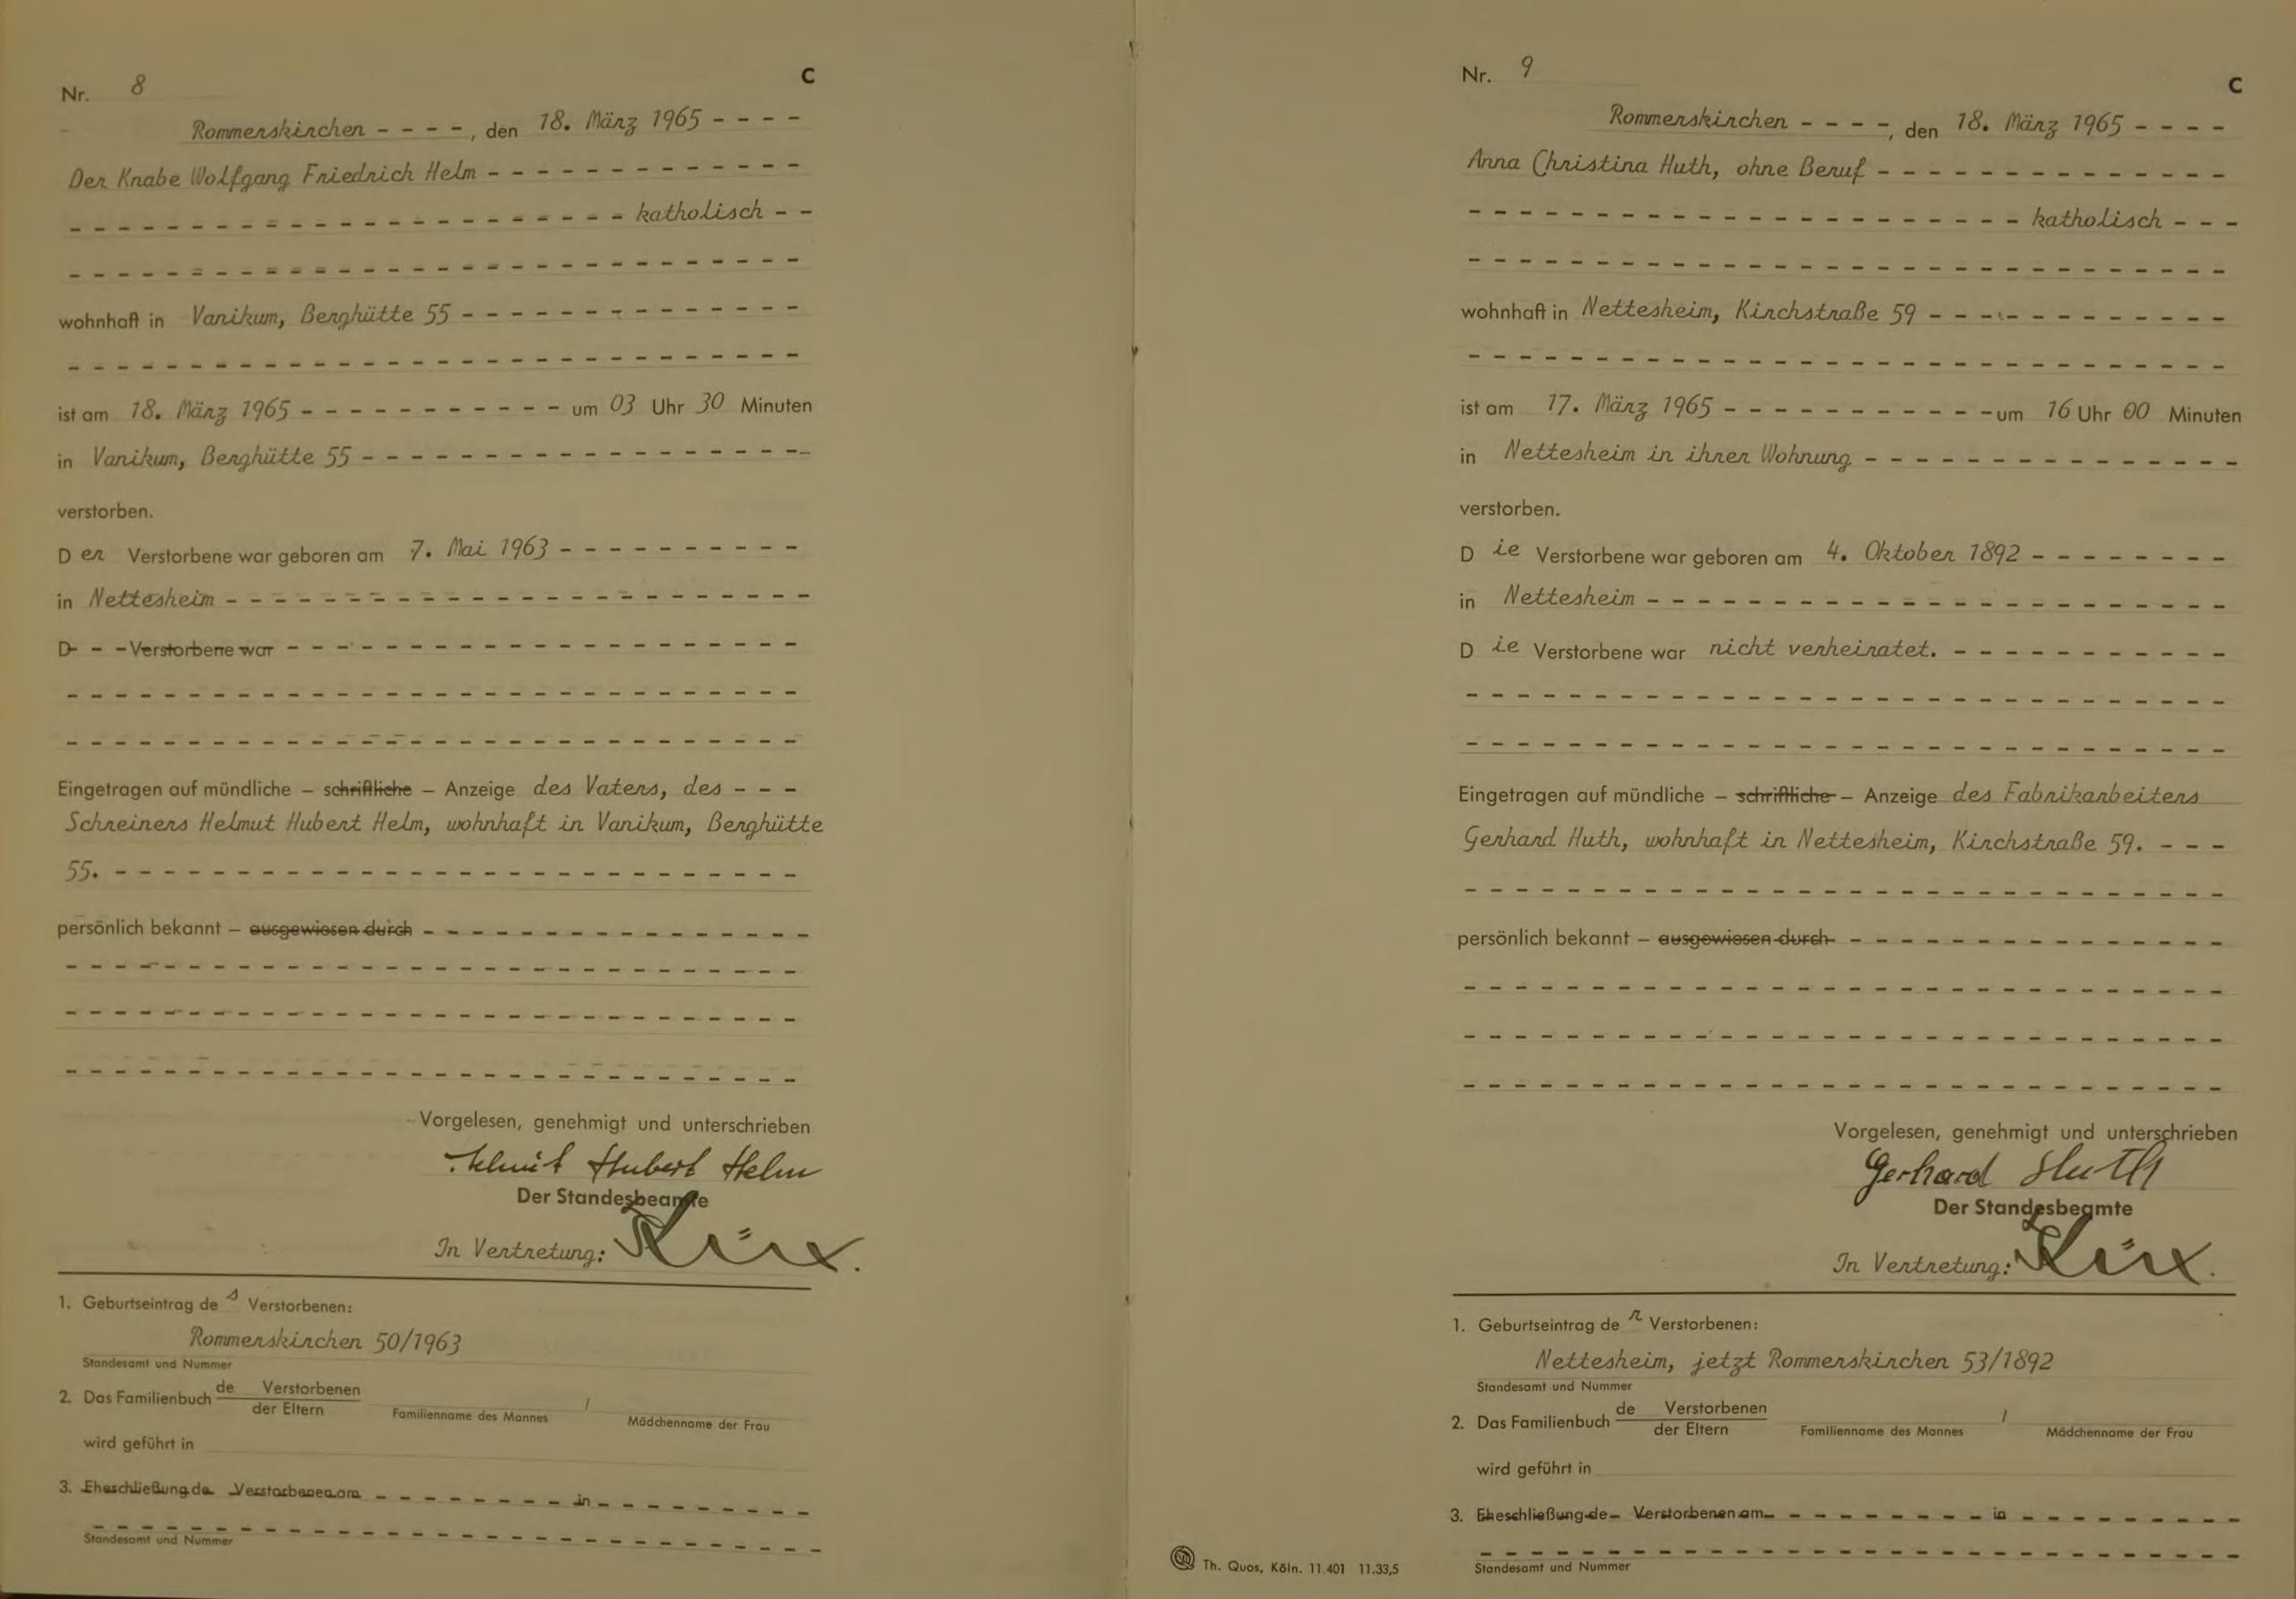 Nr. 8 C
Rommerskirchen - - - -, den 18. März 1965 - - - -
Der Knabe Wolfgang Friedrich Helm - - - - - - - - - - - - -
- - - - - - - - - - - - - - - - - - - - - - - katholisch - -
wohnhaft in Vanikum, Berghütte 55 - - - - - - - - - - - - - -
ist am 18. März 1965 - - - - - - - - - - - um 03 Uhr 30 Minuten
in Vanikum, Berghütte 55 - - - - - - - - - - - - - - - - - -
verstorben.
D er Verstorbene war geboren am 7. Mai 1963 - - - - - - - - - -
in Nettesheim - - - - - - - - - - - - - - - - - - - - - - - -
D - - - Verstorbene war - - - - - - - - - - - - - - - - - - - - -
Eingetragen auf mündliche – schriftliche – Anzeige des Vaters, des - - -
Schreiners Helmut Hubert Helm, wohnhaft in Vanikum, Berghütte
55. - - - - - - - - - - - - - - - - - - - - - - - - - - - -
persönlich bekannt – ausgewiesen durch - - - - - - - - - - - - - - - -
Vorgelesen, genehmigt und unterschrieben
Helmut Hubert Helm
Der Standesbeamte
In Vertretung: Kürx.
1. Geburtseintrag de s Verstorbenen:
Rommerskirchen 50/1963
Standesamt und Nummer
2. Das Familienbuch de Verstorbenen
der Eltern
/
Familienname des Mannes Mädchenname der Frau
wird geführt in
3. Eheschließung de Verstorbenen am - - - - - - - - in - - - - - - - - -
Standesamt und Nummer
Nr. 9 C
Rommerskirchen - - - -, den 18. März 1965 - - - -
Anna Christina Huth, ohne Beruf - - - - - - - - - - - - - -
- - - - - - - - - - - - - - - - - - - - - - katholisch - - -
wohnhaft in Nettesheim, Kirchstraße 59 - - - - - - - - - - - -
ist am 17. März 1965 - - - - - - - - - - - um 16 Uhr 00 Minuten
in Nettesheim in ihrer Wohnung - - - - - - - - - - - - - - -
verstorben.
D ie Verstorbene war geboren am 4. Oktober 1892 - - - - - - - -
in Nettesheim - - - - - - - - - - - - - - - - - - - - - - -
D ie Verstorbene war nicht verheiratet. - - - - - - - - - - -
Eingetragen auf mündliche – schriftliche – Anzeige des Fabrikarbeiters
Gerhard Huth, wohnhaft in Nettesheim, Kirchstraße 59. - - -
persönlich bekannt – ausgewiesen durch - - - - - - - - - - - - - - - -
Vorgelesen, genehmigt und unterschrieben
Gerhard Huth
Der Standesbeamte
In Vertretung: Kürx.
1. Geburtseintrag de r Verstorbenen:
Nettesheim, jetzt Rommerskirchen 53/1892
Standesamt und Nummer
2. Das Familienbuch de Verstorbenen
der Eltern
/
Familienname des Mannes Mädchenname der Frau
wird geführt in
3. Eheschließung de Verstorbenen am - - - - - - - - - in - - - - - - - - - -
Standesamt und Nummer
Th. Quos, Köln. 11 401 11.33,5